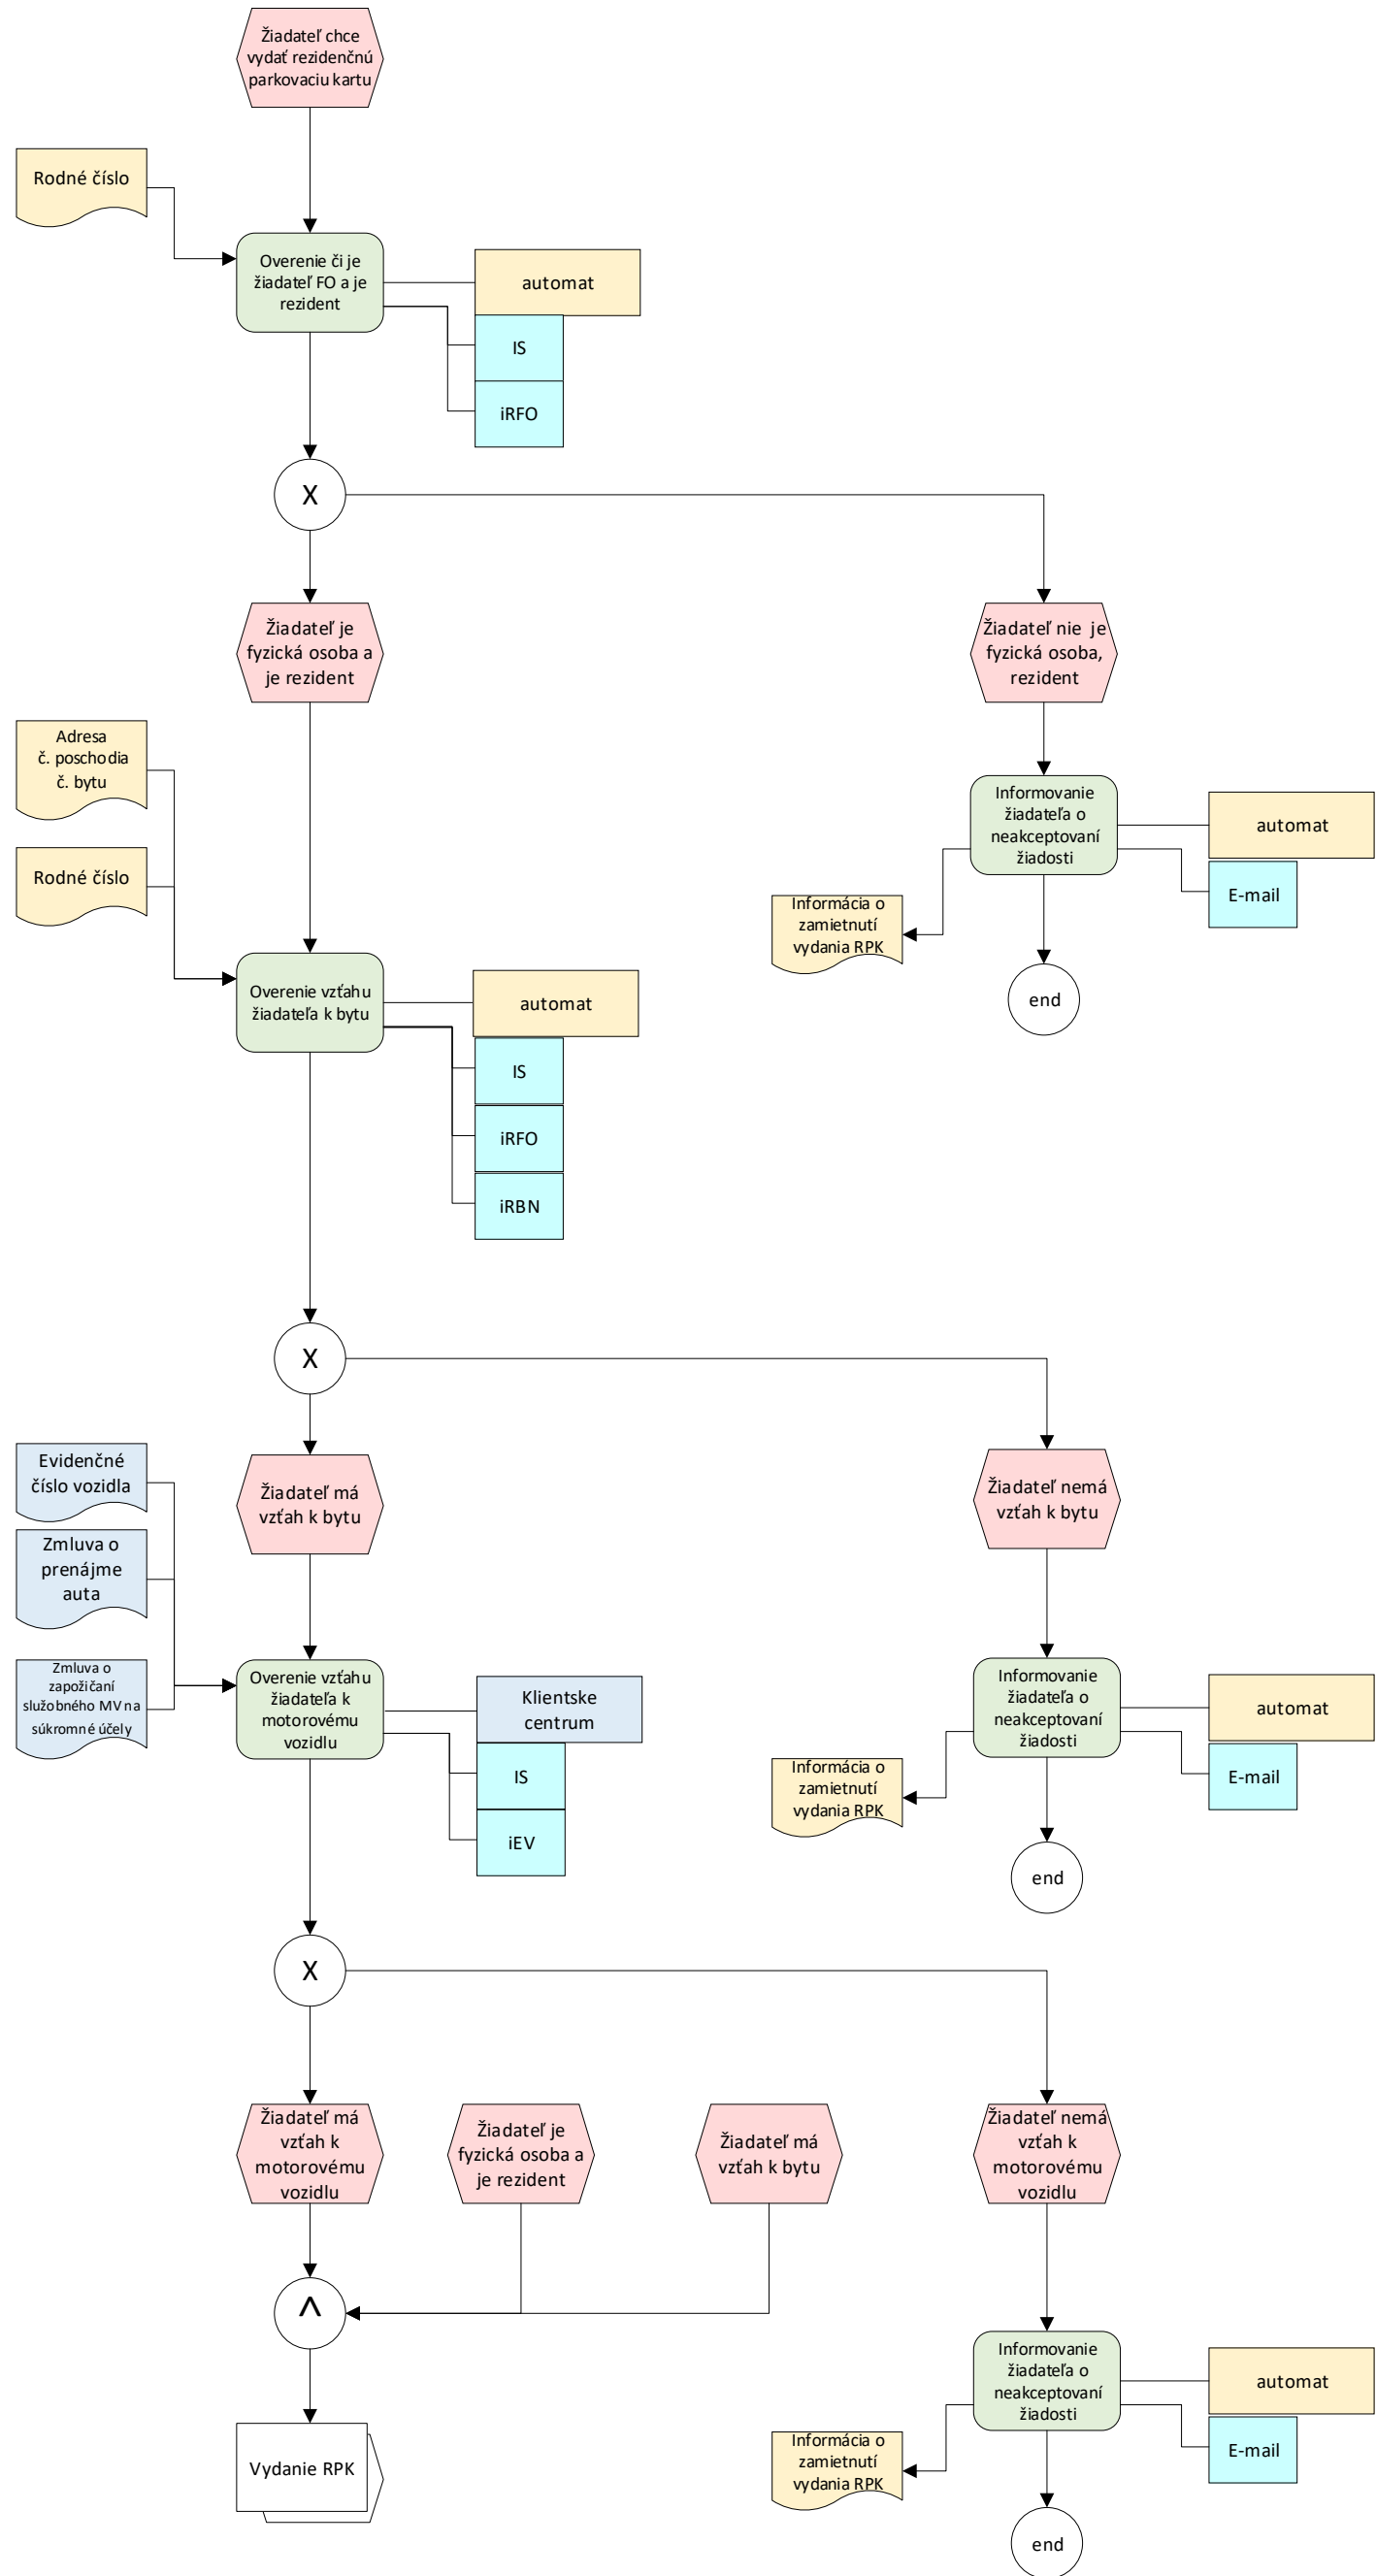 Žiadateľ chce
vydať rezidenčnú
parkovaciu kartu
Rodné číslo
Overenie či je
žiadateľ FO a je
rezident
automat
IS
iRFO
X
Žiadateľ je
fyzická osoba a
je rezident
Žiadateľ nie je
fyzická osoba,
rezident
Adresa
č. poschodia
č. bytu
Rodné číslo
Informovanie
žiadateľa o
neakceptovaní
žiadosti
automat
E-mail
Informácia o
zamietnutí
vydania RPK
end
Overenie vzťahu
žiadateľa k bytu
automat
IS
iRFO
iRBN
X
Evidenčné
číslo vozidla
Zmluva o
prenájme
auta
Zmluva o
zapožičaní
služobného MV na
súkromné účely
Žiadateľ má
vzťah k bytu
Žiadateľ nemá
vzťah k bytu
Overenie vzťahu
žiadateľa k
motorovému
vozidlu
Klientske
centrum
IS
iEV
Informovanie
žiadateľa o
neakceptovaní
žiadosti
automat
E-mail
Informácia o
zamietnutí
vydania RPK
end
X
Žiadateľ má
vzťah k
motorovému
vozidlu
Žiadateľ je
fyzická osoba a
je rezident
Žiadateľ má
vzťah k bytu
Žiadateľ nemá
vzťah k
motorovému
vozidlu
^
Vydanie RPK
Informovanie
žiadateľa o
neakceptovaní
žiadosti
automat
E-mail
Informácia o
zamietnutí
vydania RPK
end